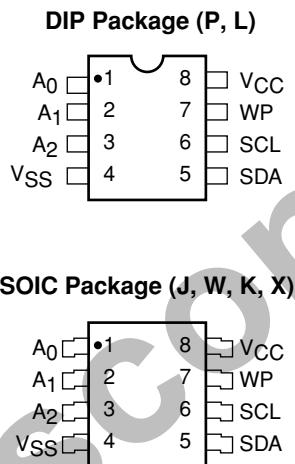 DIP Package (P, L)
A0 1 8 VCC
A1 2 7 WP
A2 3 6 SCL
VSS 4 5 SDA
SOIC Package (J, W, K, X)
A0 1 8 VCC
A1 2 7 WP
A2 3 6 SCL
VSS 4 5 SDA